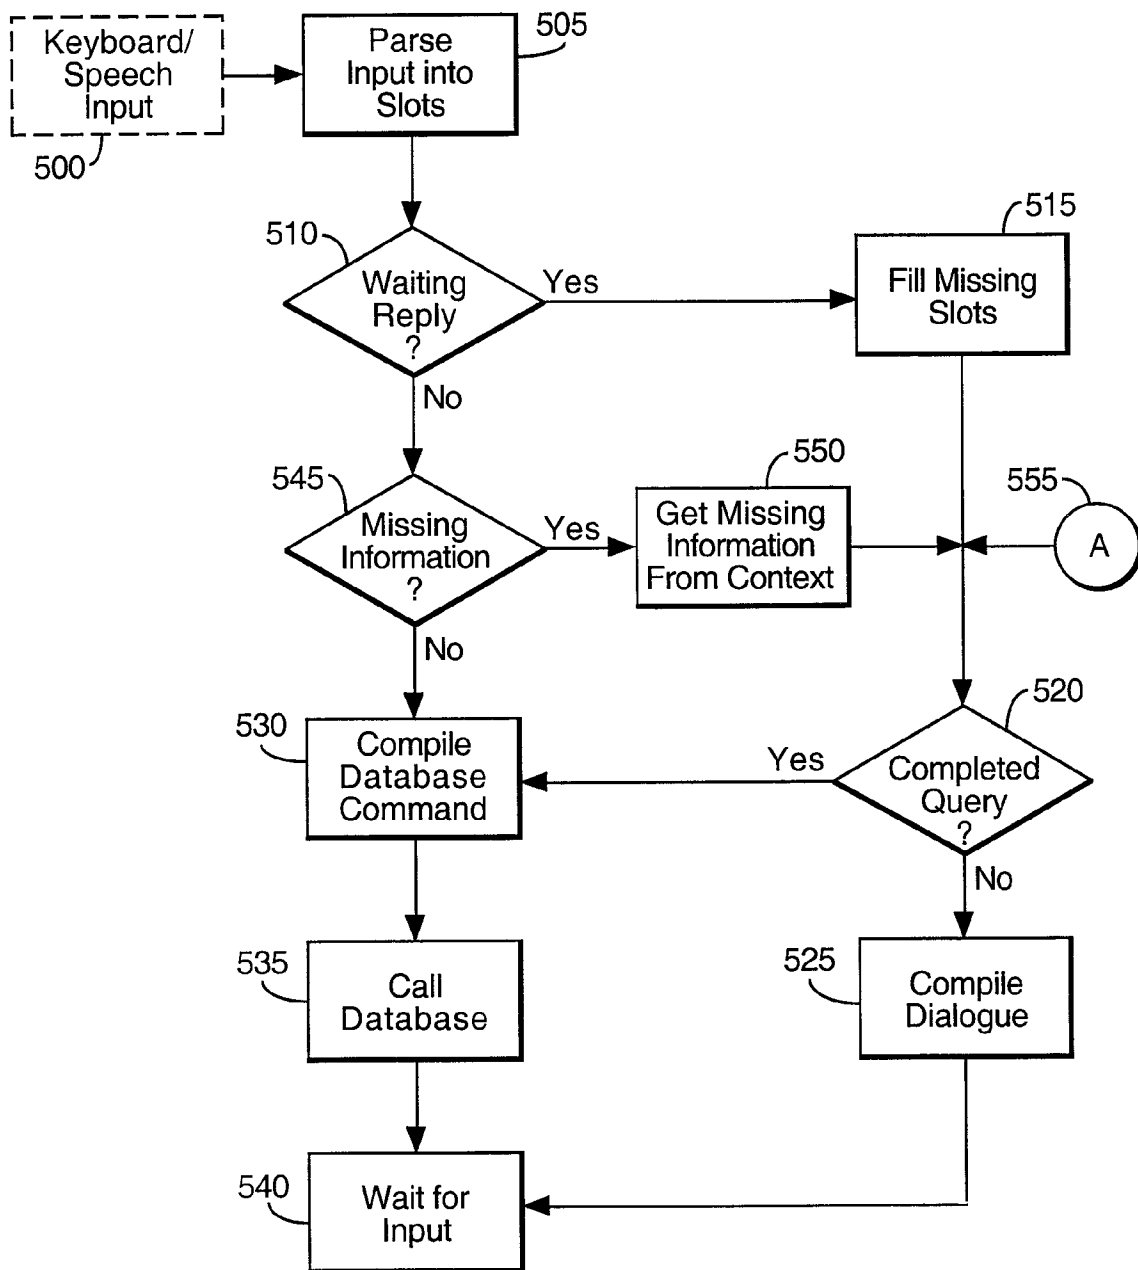 Keyboard/
Speech
Input
500
Parse
Input into
Slots
505
510
Waiting
Reply
?
Yes
No
515
Fill Missing
Slots
545
Missing
Information
?
Yes
No
550
Get Missing
Information
From Context
555
A
530
Compile
Database
Command
520
Completed
Query
?
Yes
No
535
Call
Database
525
Compile
Dialogue
540
Wait for
Input